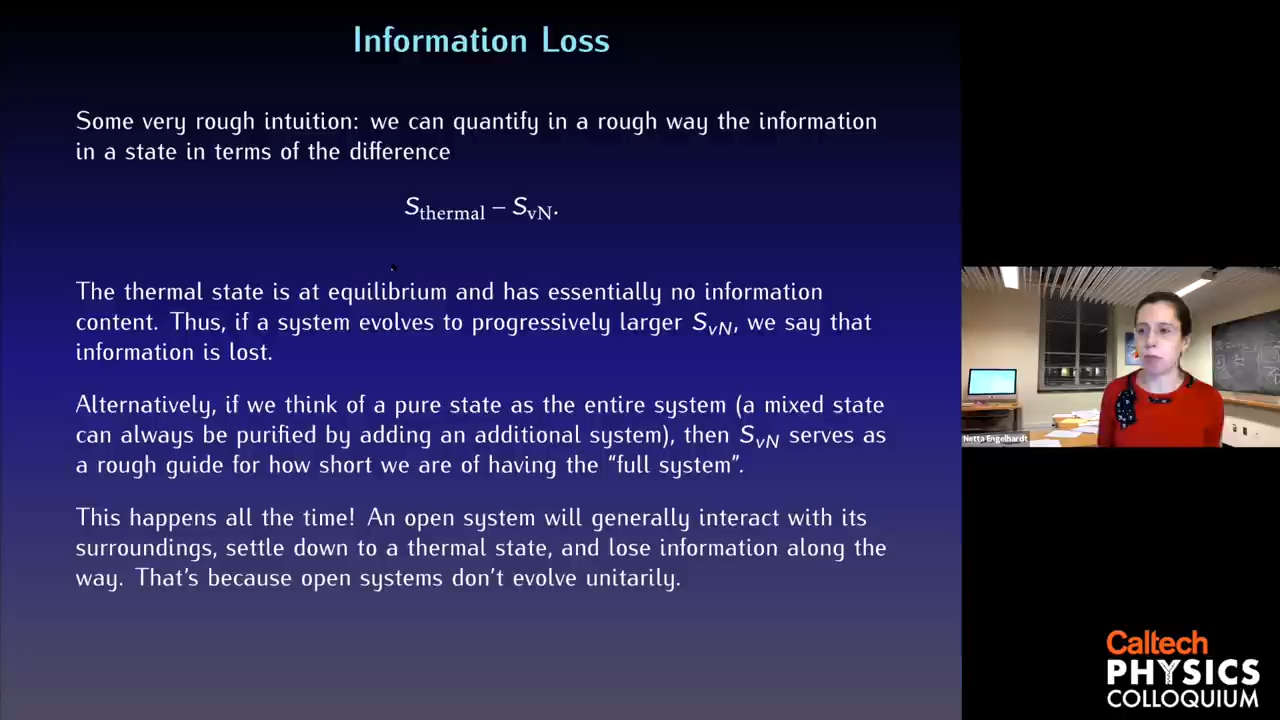 Information Loss
Some very rough intuition: we can quantify in a rough way the information
in a state in terms of the difference
S_thermal − S_vN.
The thermal state is at equilibrium and has essentially no information
content. Thus, if a system evolves to progressively larger S_vN, we say that
information is lost.
Alternatively, if we think of a pure state as the entire system (a mixed state
can always be purified by adding an additional system), then S_vN serves as
a rough guide for how short we are of having the “full system”.
This happens all the time! An open system will generally interact with its
surroundings, settle down to a thermal state, and lose information along the
way. That’s because open systems don’t evolve unitarily.
Netta Engelhardt
Caltech
PHYSICS
COLLOQUIUM